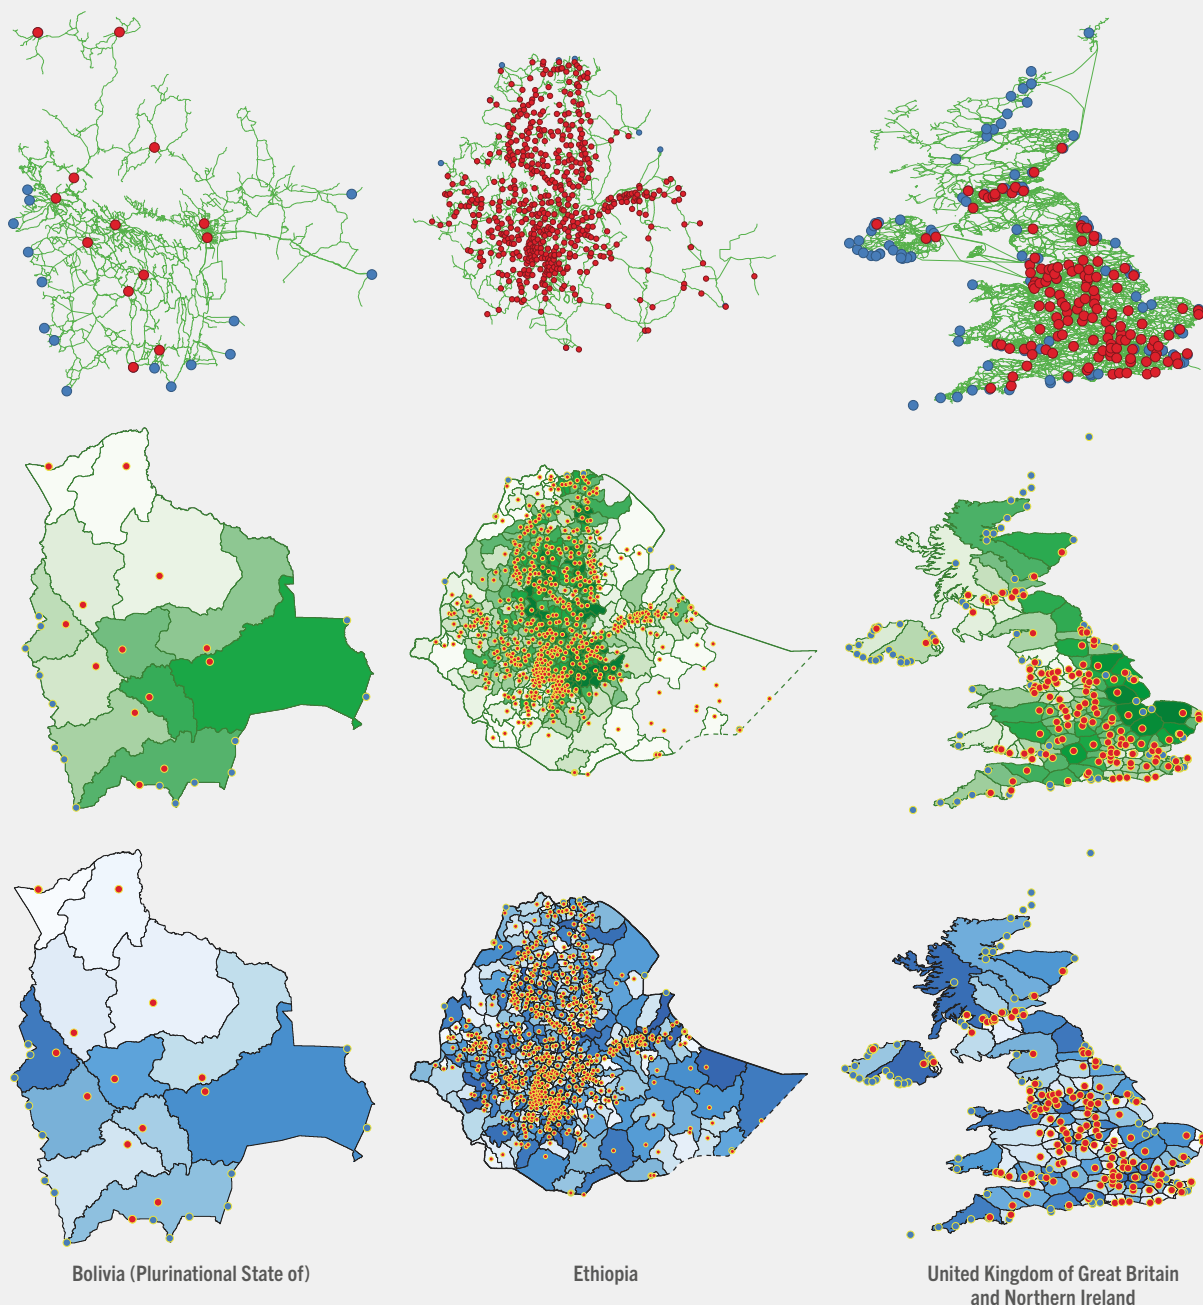 Bolivia (Plurinational State of)
Ethiopia
United Kingdom of Great Britain
and Northern Ireland